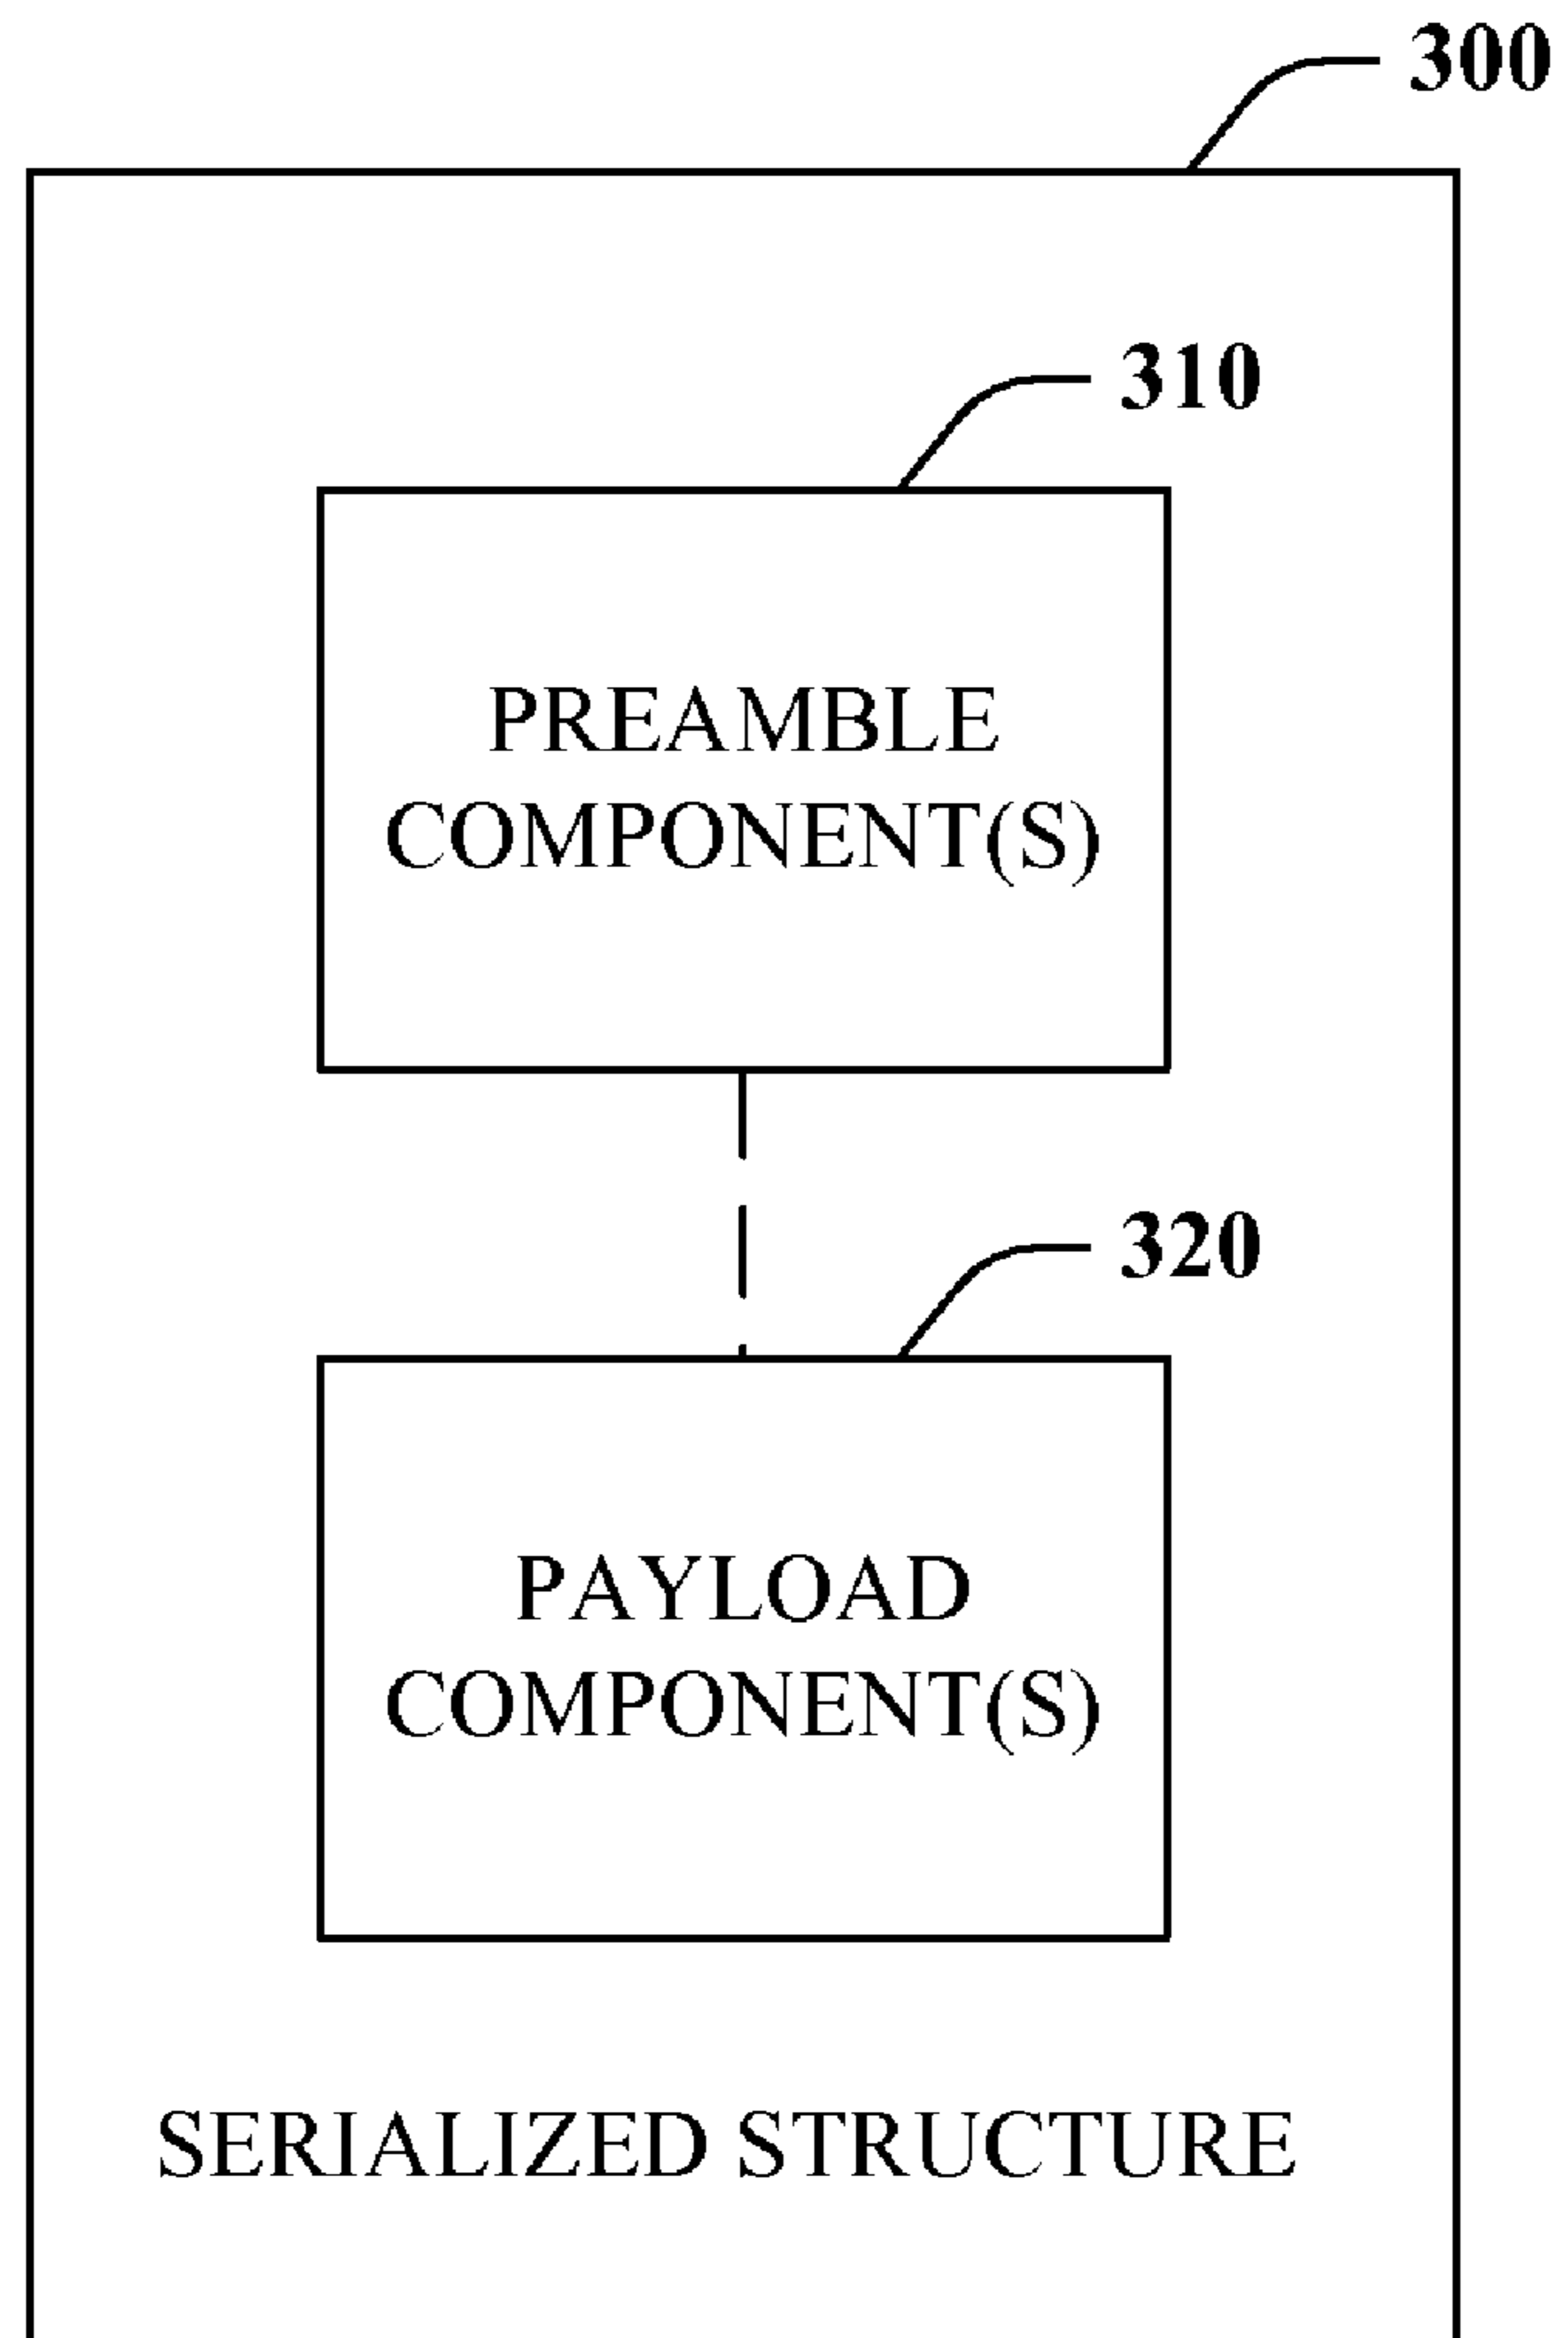 300
310
PREAMBLE
COMPONENT(S)
320
PAYLOAD
COMPONENT(S)
SERIALIZED STRUCTURE